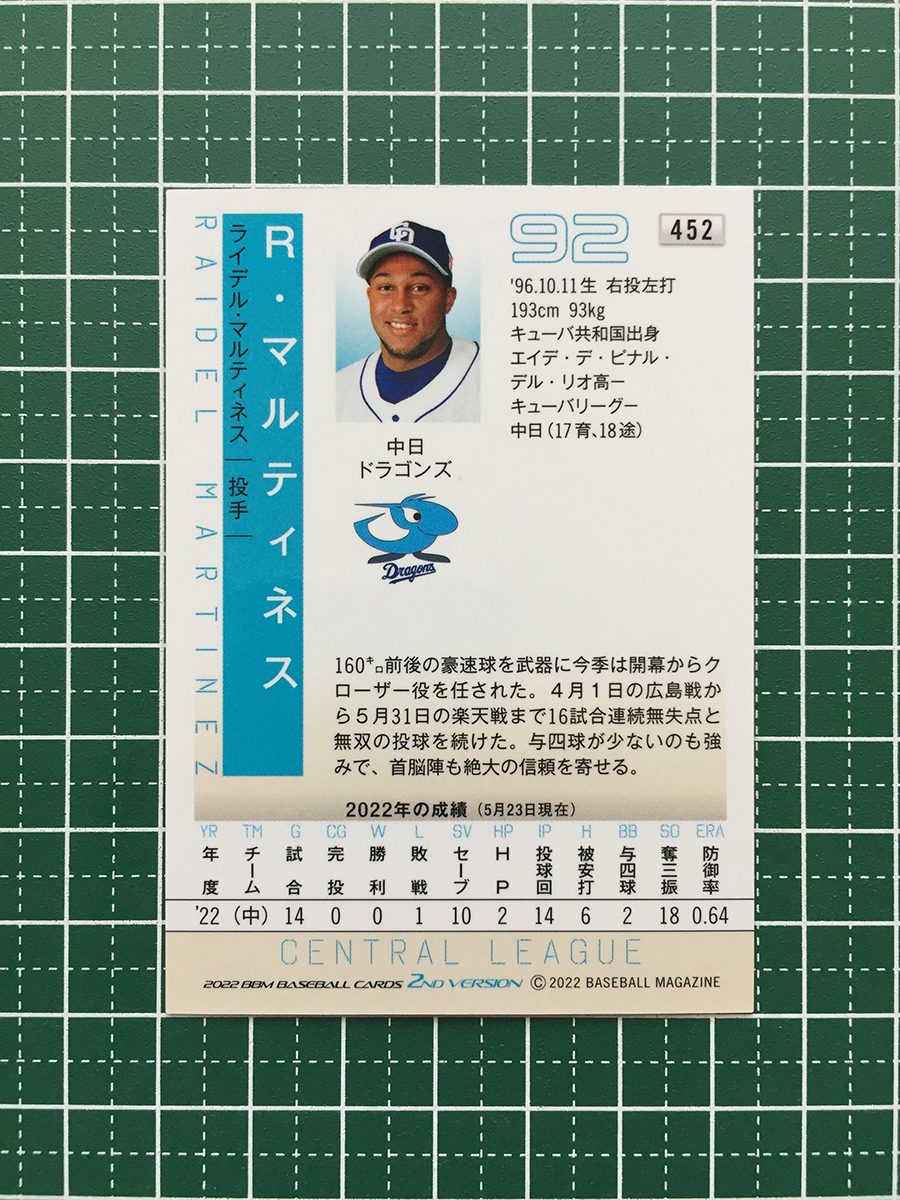 RAIDEL MARTINEZ
R・マルティネス
ライデル・マルティネス｜投手｜
92
452
'96.10.11生 右投左打
193cm 93kg
キューバ共和国出身
エイデ・デ・ピナル・
デル・リオ高ー
キューバリーグー
中日(17育、18途)
中日
ドラゴンズ
Dragons
160㌔前後の豪速球を武器に今季は開幕からク
ローザー役を任された。4月1日の広島戦か
ら5月31日の楽天戦まで16試合連続無失点と
無双の投球を続けた。与四球が少ないのも強
みで、首脳陣も絶大の信頼を寄せる。
2022年の成績 (5月23日現在)
YR TM G CG W L SV HP IP H BB SO ERA
年度 チーム 試合 完投 勝利 敗戦 セーブ HP 投球回 被安打 与四球 奪三振 防御率
'22 (中) 14 0 0 1 10 2 14 6 2 18 0.64
CENTRAL LEAGUE
2022 BBM BASEBALL CARDS 2ND VERSION ©2022 BASEBALL MAGAZINE